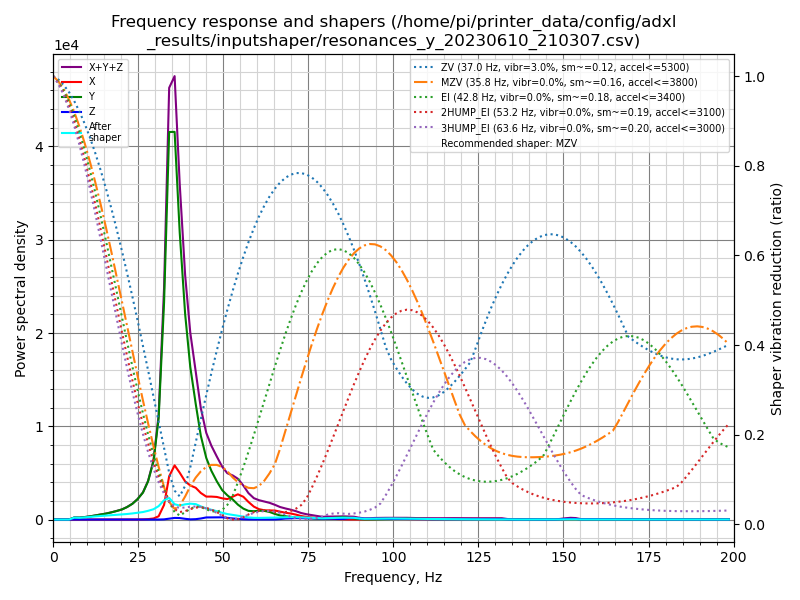 Frequency response and shapers (/home/pi/printer_data/config/adxl
_results/inputshaper/resonances_y_20230610_210307.csv)
1e4
X+Y+Z
X
Y
Z
After
shaper
ZV (37.0 Hz, vibr=3.0%, sm~=0.12, accel<=5300)
MZV (35.8 Hz, vibr=0.0%, sm~=0.16, accel<=3800)
EI (42.8 Hz, vibr=0.0%, sm~=0.18, accel<=3400)
2HUMP_EI (53.2 Hz, vibr=0.0%, sm~=0.19, accel<=3100)
3HUMP_EI (63.6 Hz, vibr=0.0%, sm~=0.20, accel<=3000)
Recommended shaper: MZV
Power spectral density
4
3
2
1
0
1.0
0.8
0.6
0.4
0.2
0.0
Shaper vibration reduction (ratio)
0 25 50 75 100 125 150 175 200
Frequency, Hz